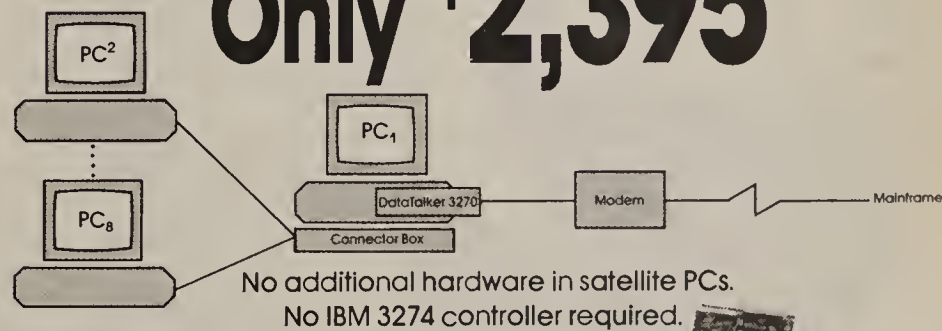 Only $2,395
PC²
PC₁
DataTalker 3270
Modem
Mainframe
PC₈
Connector Box
No additional hardware in satellite PCs.
No IBM 3274 controller required.